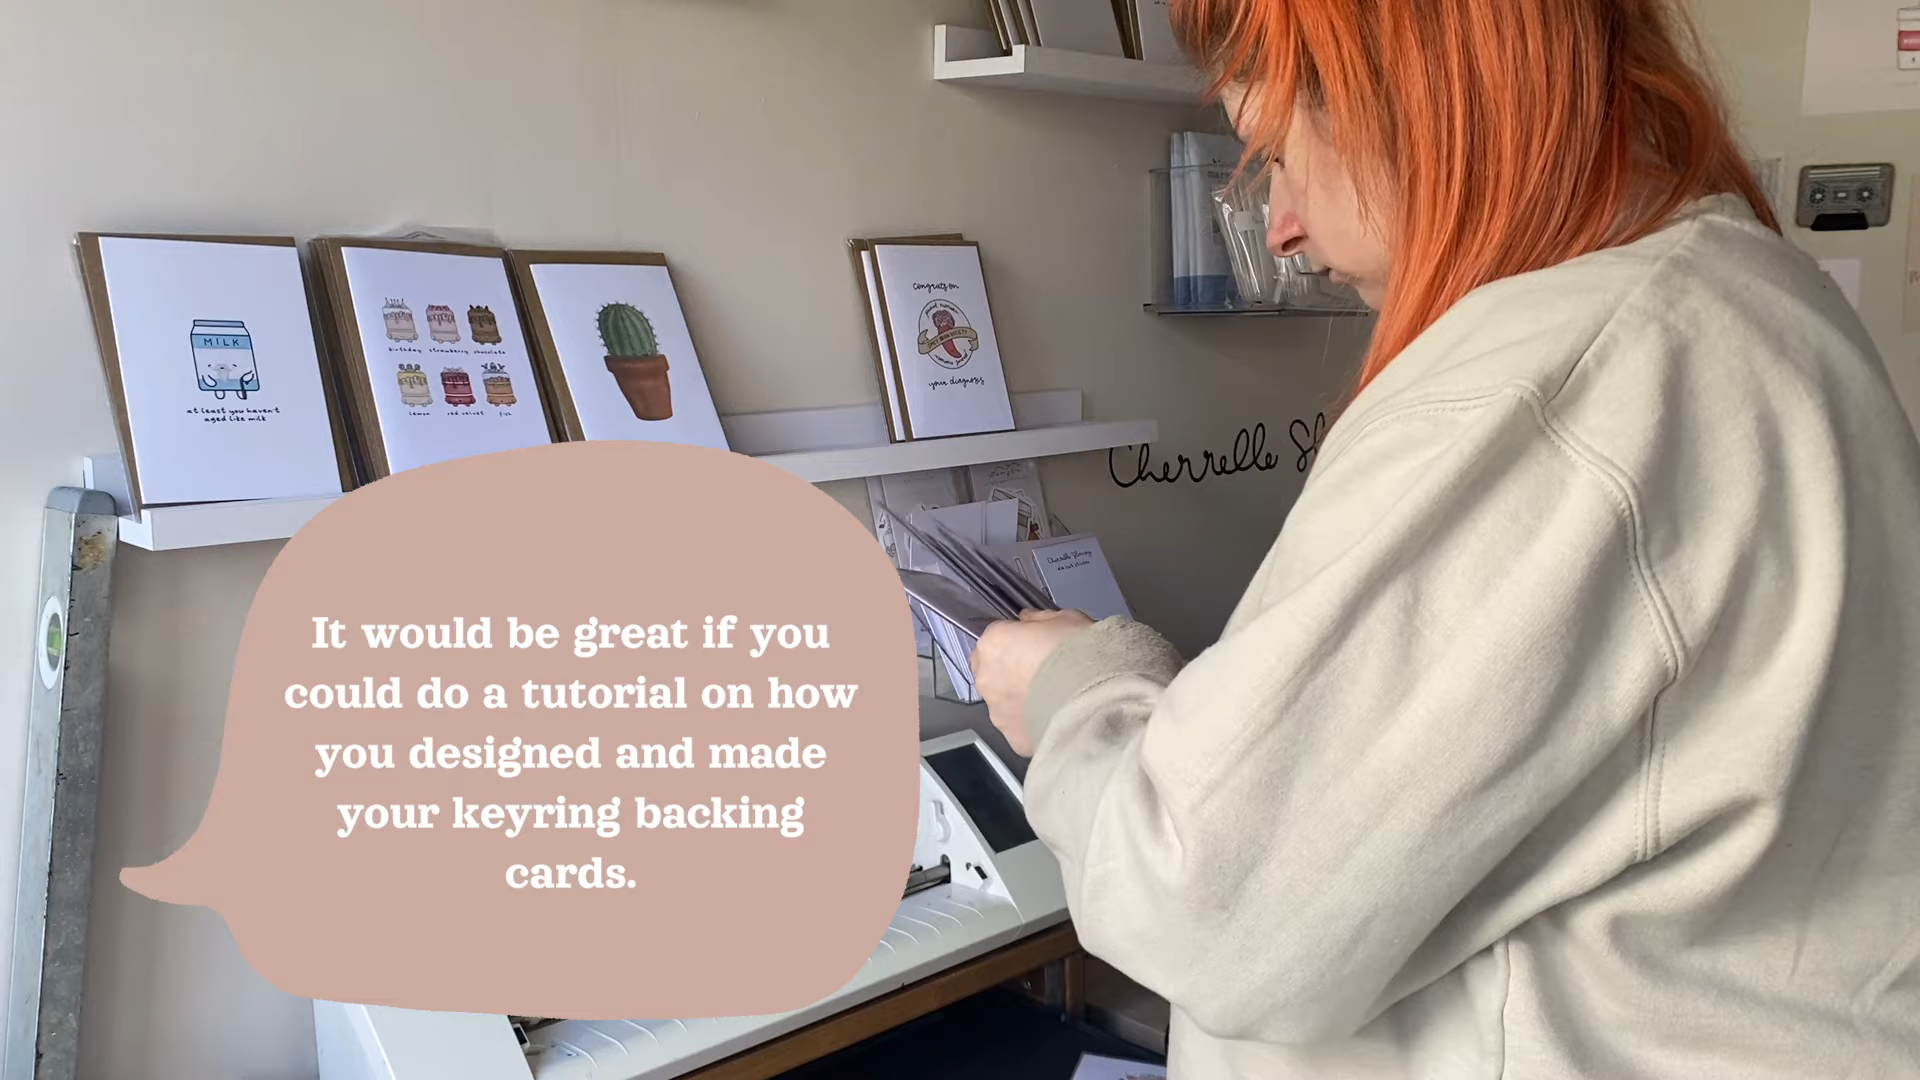 MILK
at least you haven't
aged like milk
birthday strawberry chocolate
lemon red velvet fish
congrats on
your diagnosis
Cherrelle
It would be great if you
could do a tutorial on how
you designed and made
your keyring backing
cards.